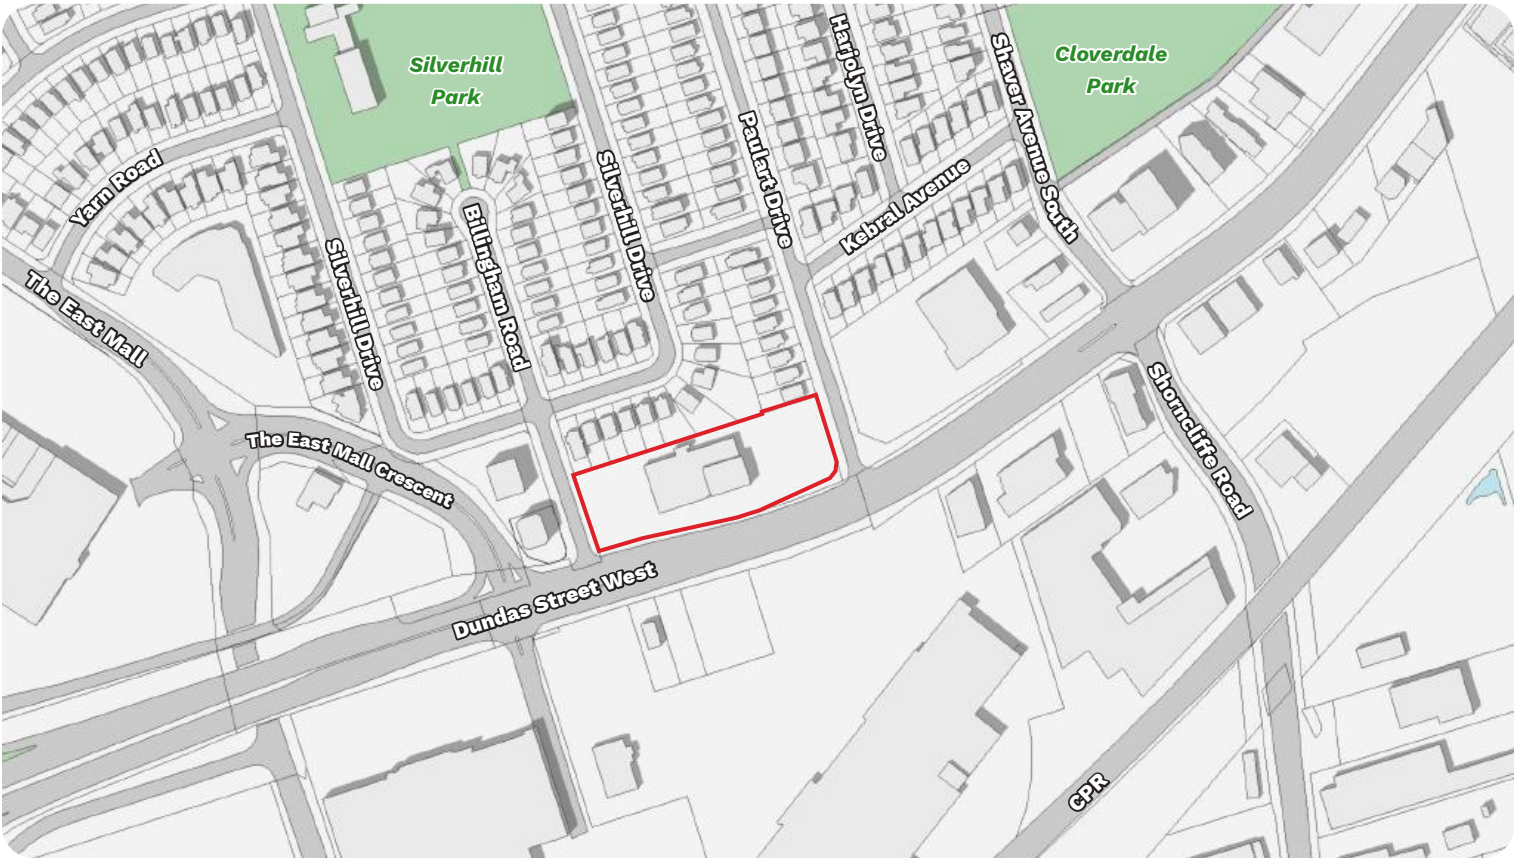 Silverhill
Park
Cloverdale
Park
Harjolyn Drive
Shaver Avenue South
Paulart Drive
Yarn Road
Silverhill Drive
Kebral Avenue
Billingham Road
Silverhill Drive
The East Mall
The East Mall Crescent
Shorncliffe Road
Dundas Street West
CPR